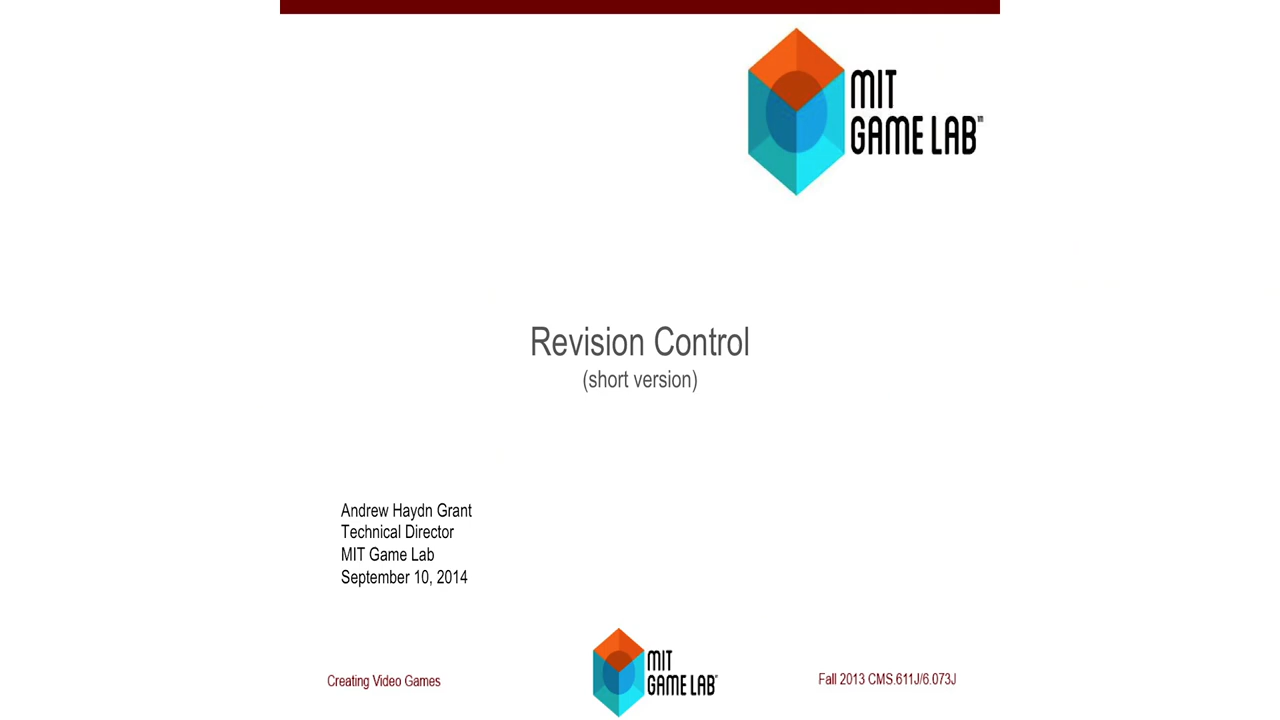 MIT
GAME LAB™
Revision Control
(short version)
Andrew Haydn Grant
Technical Director
MIT Game Lab
September 10, 2014
Creating Video Games
MIT
GAME LAB
Fall 2013 CMS.611J/6.073J